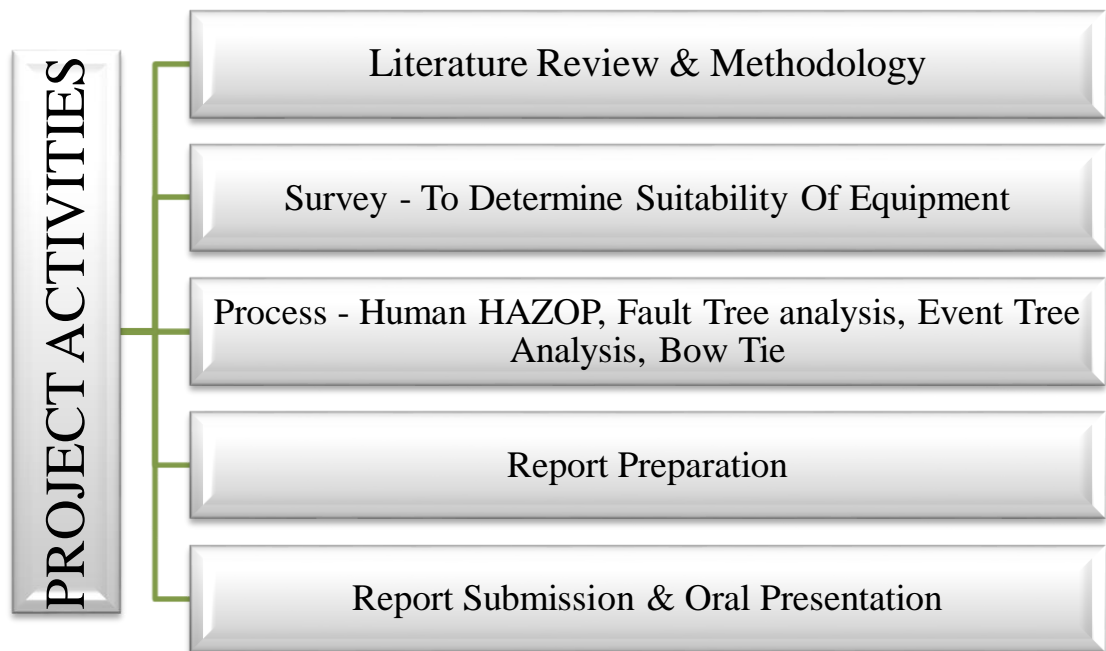 PROJECT ACTIVITIES
Literature Review & Methodology
Survey - To Determine Suitability Of Equipment
Process - Human HAZOP, Fault Tree analysis, Event Tree
Analysis, Bow Tie
Report Preparation
Report Submission & Oral Presentation